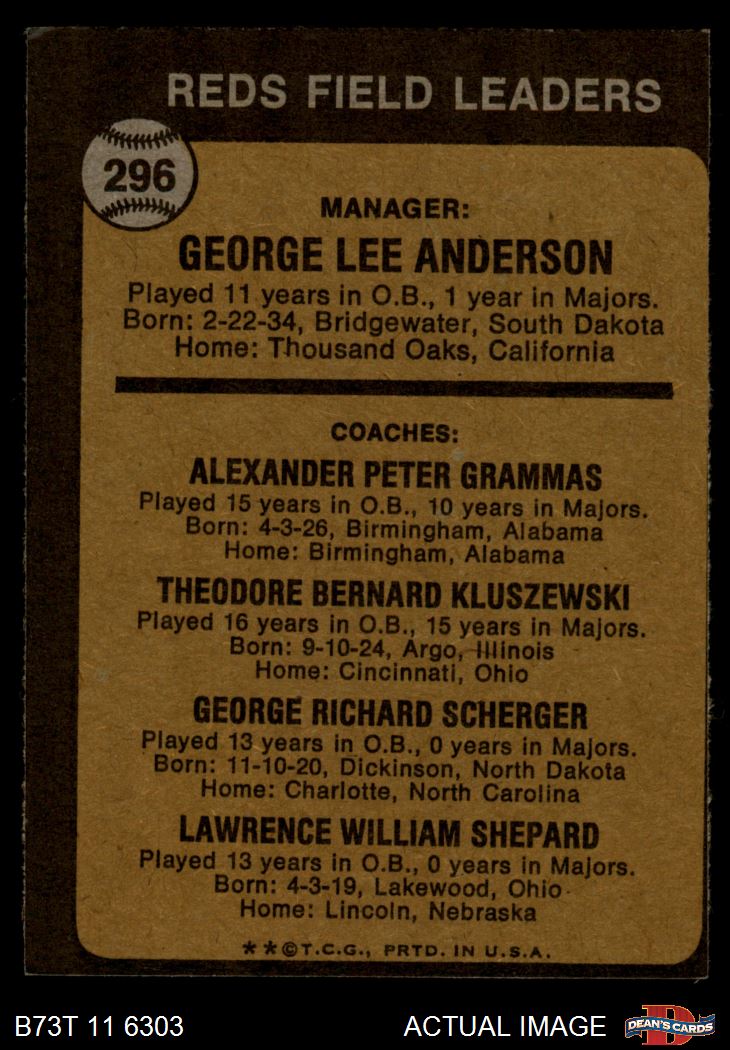 REDS FIELD LEADERS
296
MANAGER:
GEORGE LEE ANDERSON
Played 11 years in O.B., 1 year in Majors.
Born: 2-22-34, Bridgewater, South Dakota
Home: Thousand Oaks, California
COACHES:
ALEXANDER PETER GRAMMAS
Played 15 years in O.B., 10 years in Majors.
Born: 4-3-26, Birmingham, Alabama
Home: Birmingham, Alabama
THEODORE BERNARD KLUSZEWSKI
Played 16 years in O.B., 15 years in Majors.
Born: 9-10-24, Argo, Illinois
Home: Cincinnati, Ohio
GEORGE RICHARD SCHERGER
Played 13 years in O.B., 0 years in Majors.
Born: 11-10-20, Dickinson, North Dakota
Home: Charlotte, North Carolina
LAWRENCE WILLIAM SHEPARD
Played 13 years in O.B., 0 years in Majors.
Born: 4-3-19, Lakewood, Ohio
Home: Lincoln, Nebraska
**©T.C.G., PRTD. IN U.S.A.
B73T 11 6303
ACTUAL IMAGE
D
DEAN'S CARDS